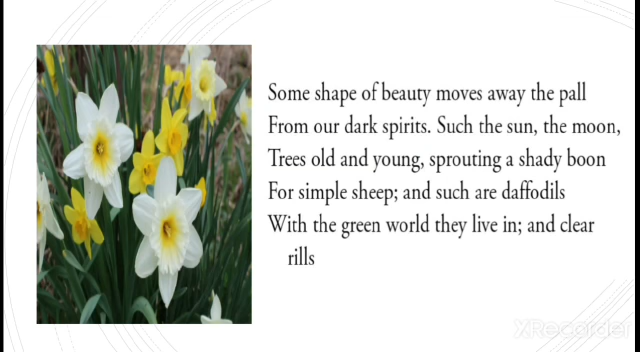 Some shape of beauty moves away the pall
From our dark spirits. Such the sun, the moon,
Trees old and young, sprouting a shady boon
For simple sheep; and such are daffodils
With the green world they live in; and clear
rills
XRecorder